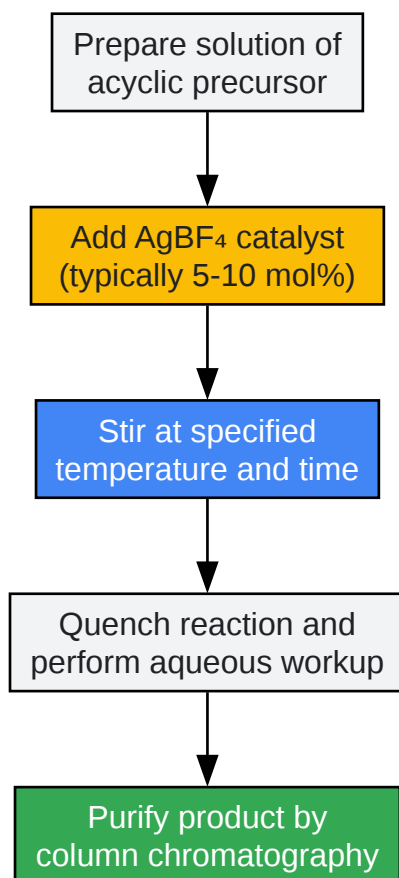 Prepare solution of
acyclic precursor
Add AgBF₄ catalyst
(typically 5-10 mol%)
Stir at specified
temperature and time
Quench reaction and
perform aqueous workup
Purify product by
column chromatography